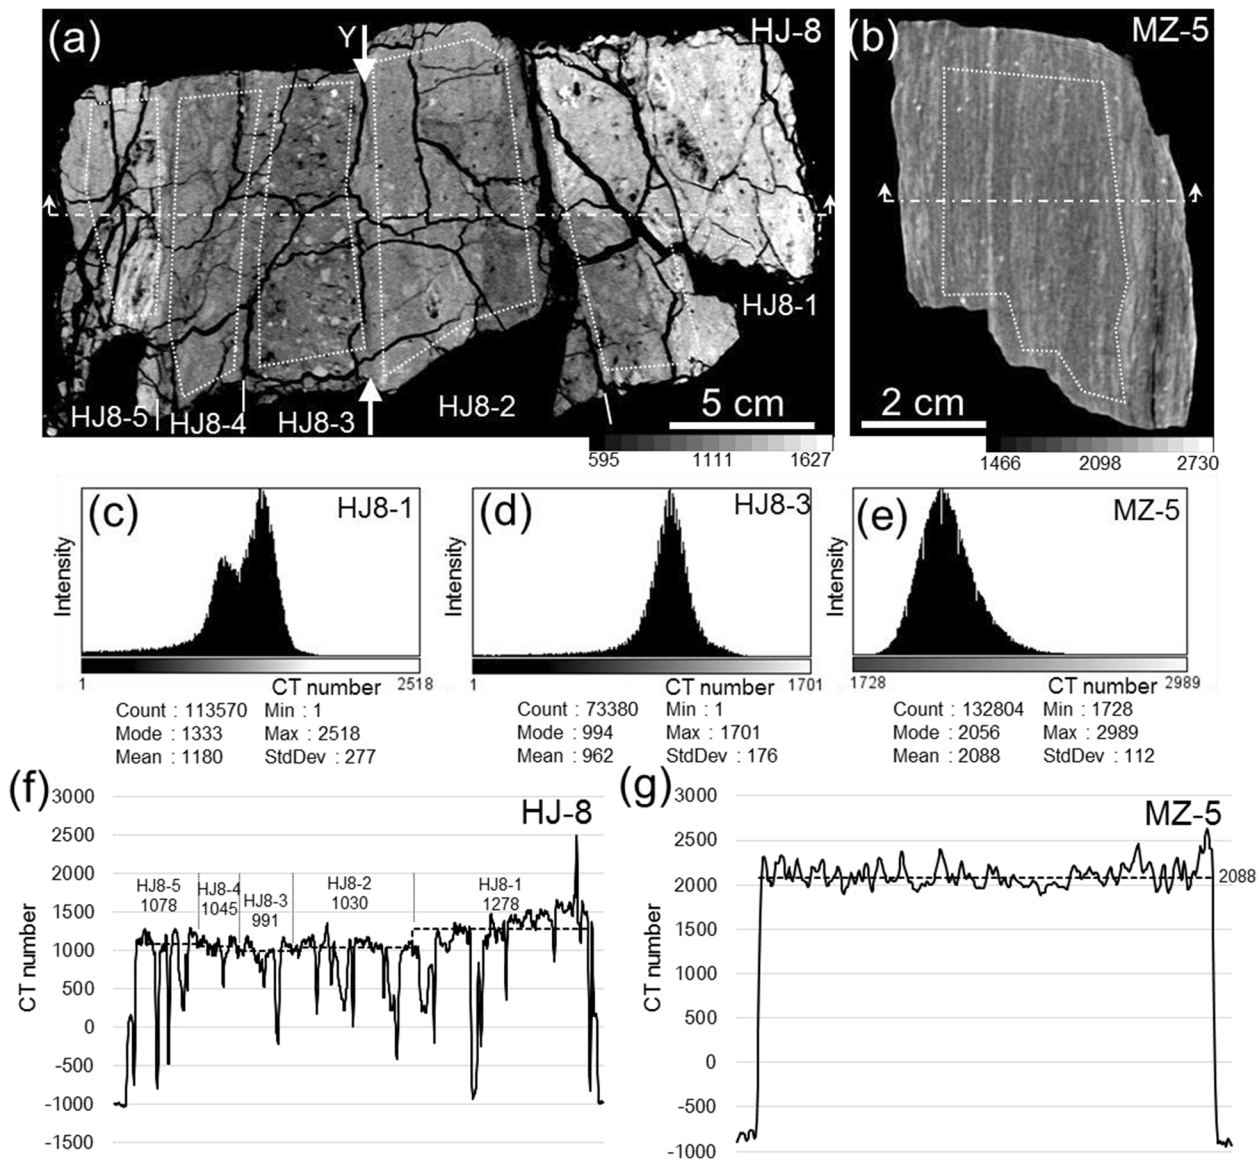 (a) Y HJ-8
HJ8-1
HJ8-5 HJ8-4 HJ8-3 HJ8-2 5 cm
595 1111 1627
(b) MZ-5
2 cm
1466 2098 2730
(c) HJ8-1
Intensity
1 CT number 2518
Count : 113570 Min : 1
Mode : 1333 Max : 2518
Mean : 1180 StdDev : 277
(d) HJ8-3
Intensity
1 CT number 1701
Count : 73380 Min : 1
Mode : 994 Max : 1701
Mean : 962 StdDev : 176
(e) MZ-5
Intensity
1728 CT number 2989
Count : 132804 Min : 1728
Mode : 2056 Max : 2989
Mean : 2088 StdDev : 112
(f) HJ-8
CT number
3000
2500
2000
1500
1000
500
0
-500
-1000
-1500
HJ8-5
1078
HJ8-4
1045
HJ8-3
991
HJ8-2
1030
HJ8-1
1278
(g) MZ-5
CT number
3000
2500
2000
1500
1000
500
0
-500
-1000
2088